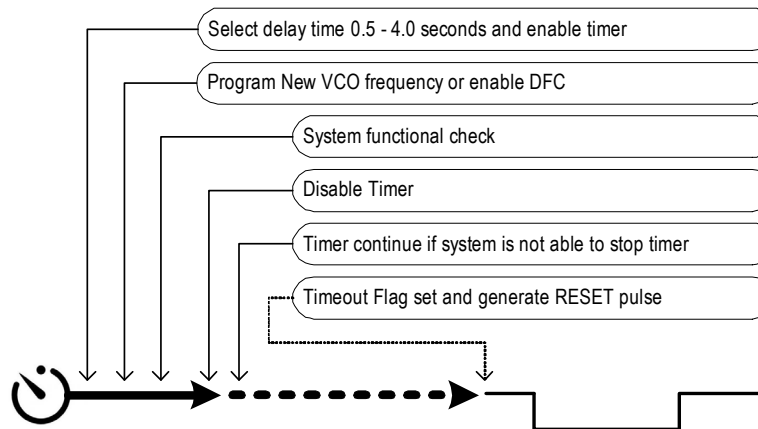 Select delay time 0.5 - 4.0 seconds and enable timer
Program New VCO frequency or enable DFC
System functional check
Disable Timer
Timer continue if system is not able to stop timer
Timeout Flag set and generate RESET pulse